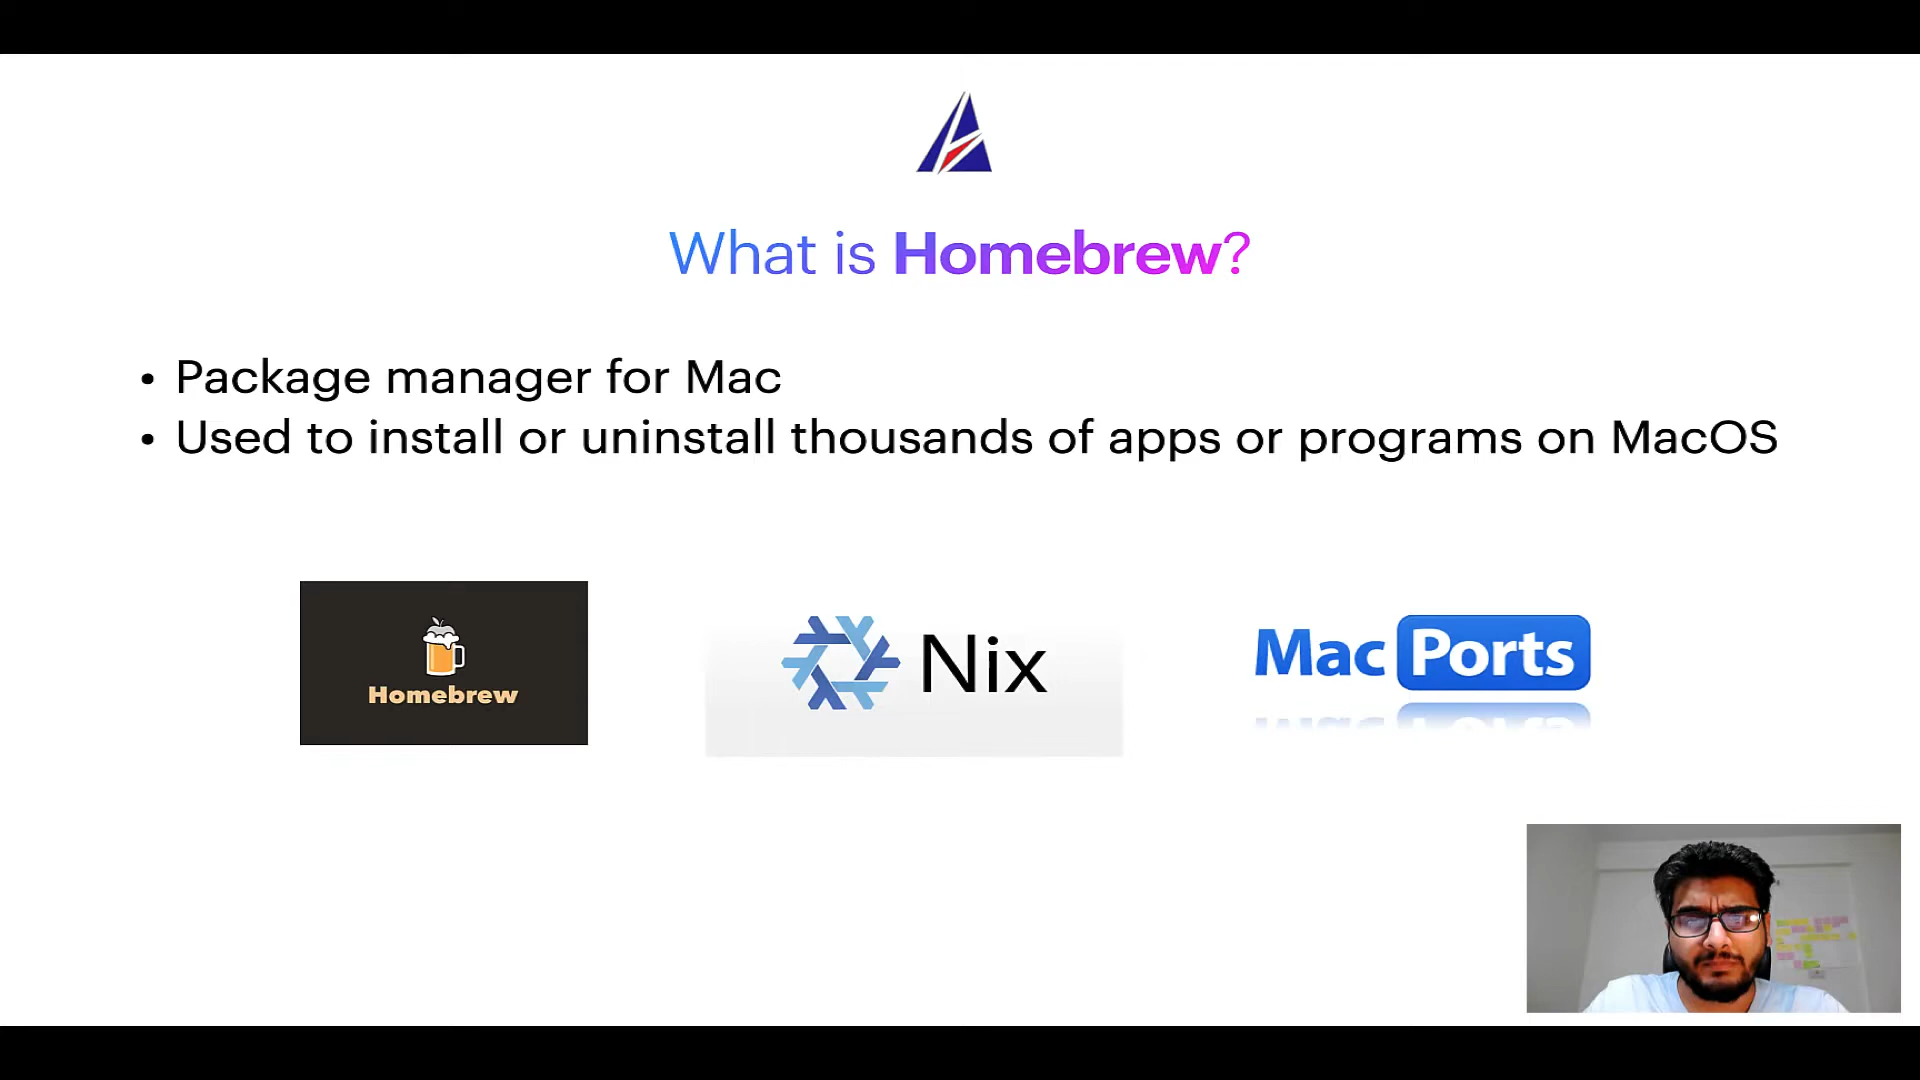 What is Homebrew?
• Package manager for Mac
• Used to install or uninstall thousands of apps or programs on MacOS
Homebrew
Nix
Mac Ports